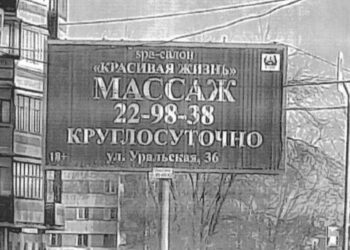 spa-салон
«КРАСИВАЯ ЖИЗНЬ»
МАССАЖ
22-98-38
КРУГЛОСУТОЧНО
18+ ул. Уральская, 36